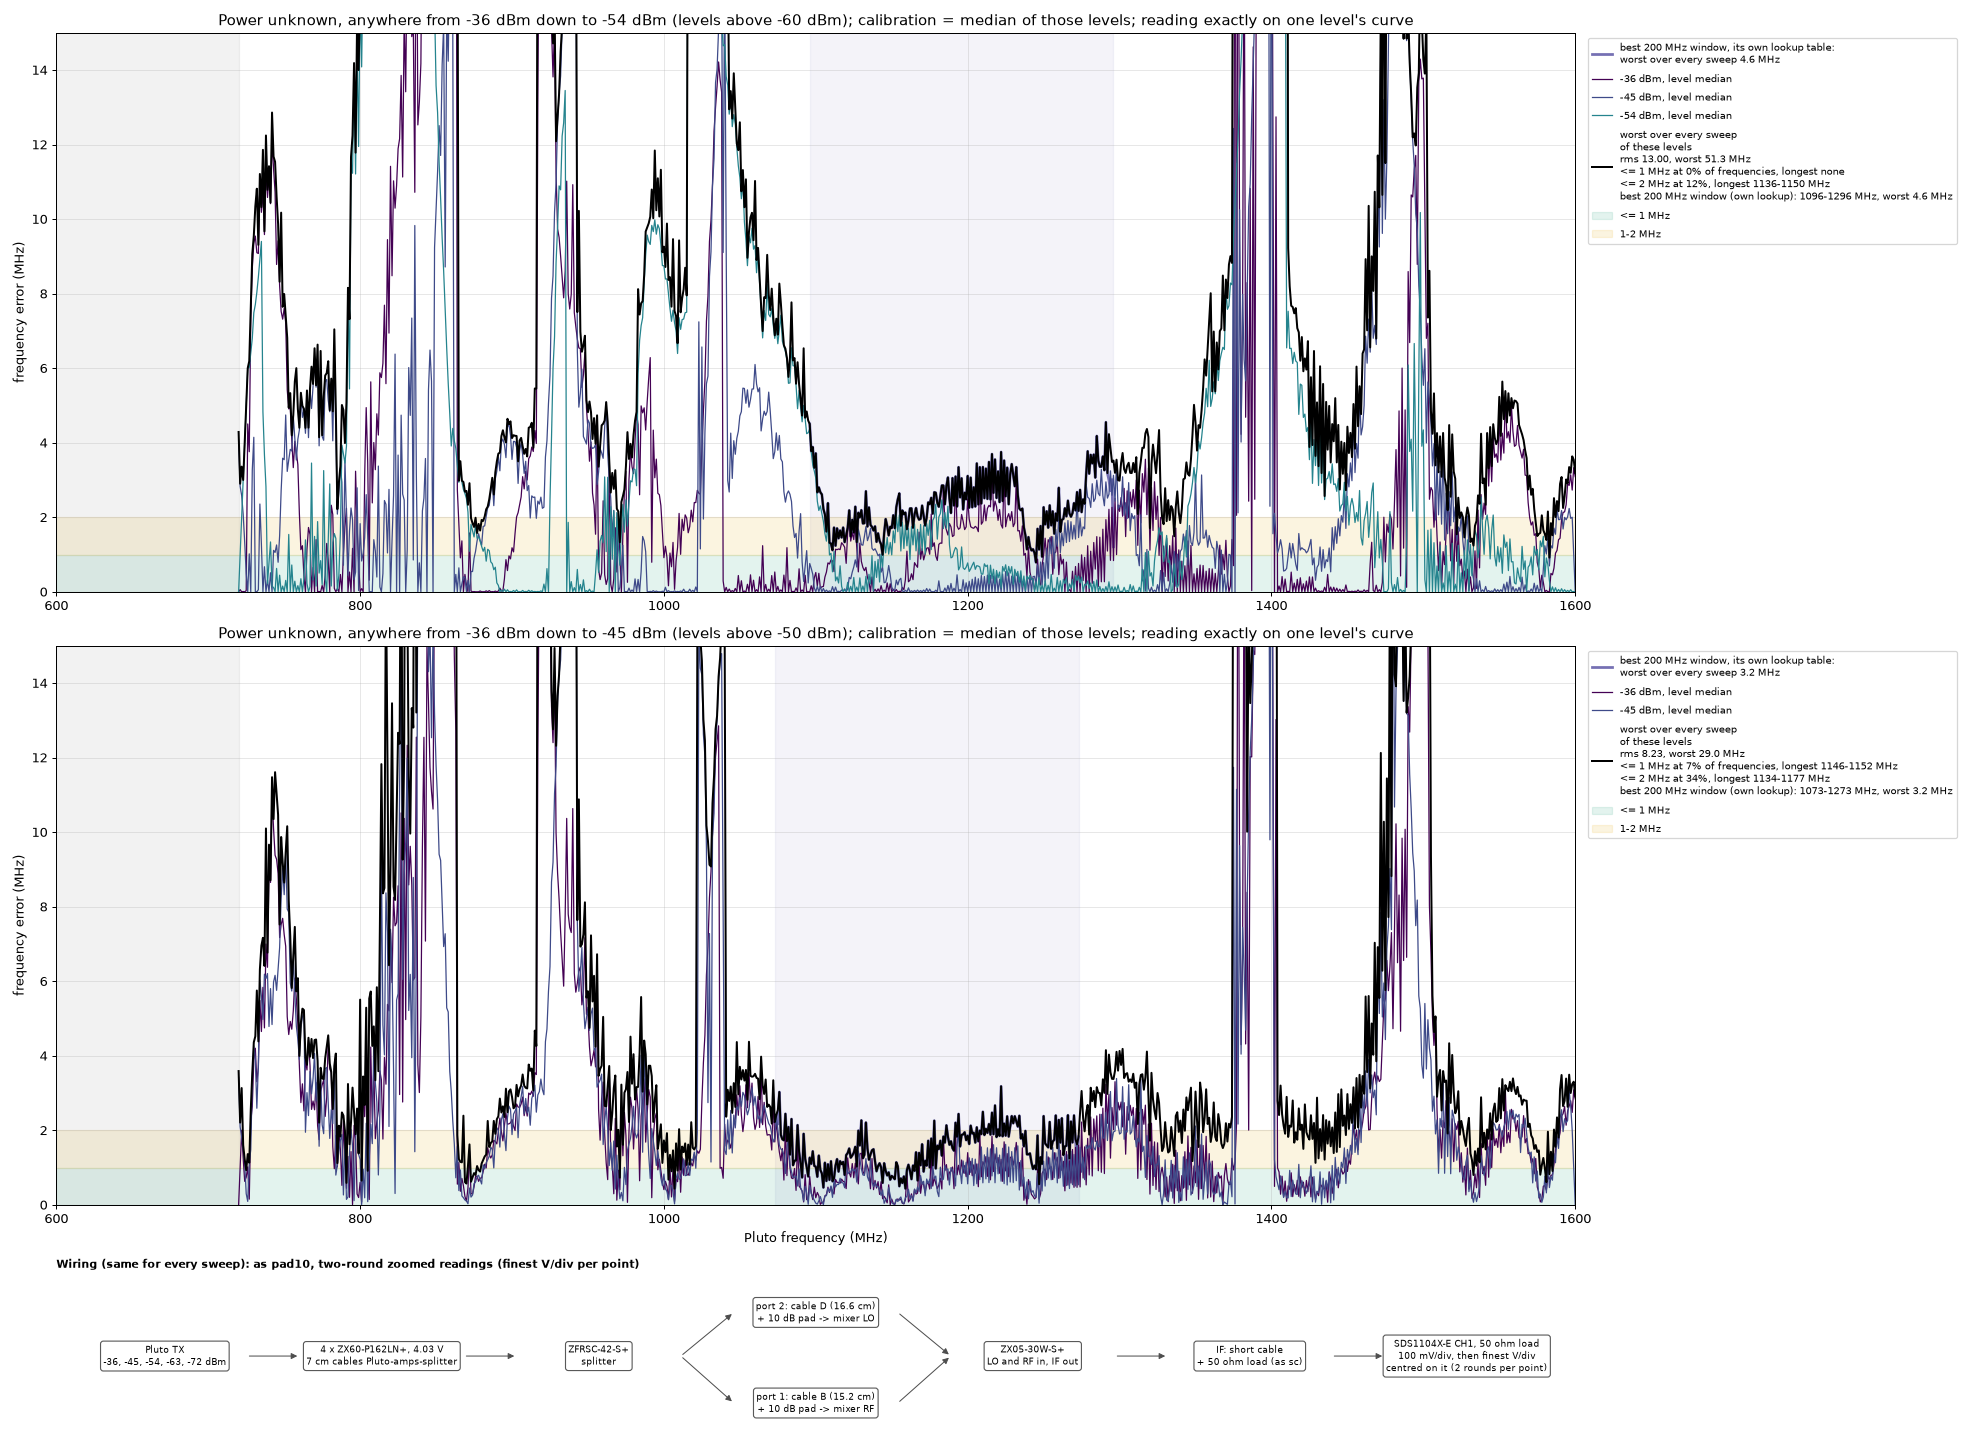 Power unknown, anywhere from -36 dBm down to -54 dBm (levels above -60 dBm); calibration = median of those levels; reading exactly on one level's curve
frequency error (MHz)
14
12
10
8
6
4
2
0
600
800
1000
1200
1400
1600
best 200 MHz window, its own lookup table:
worst over every sweep 4.6 MHz
-36 dBm, level median
-45 dBm, level median
-54 dBm, level median
worst over every sweep
of these levels
rms 13.00, worst 51.3 MHz
<= 1 MHz at 0% of frequencies, longest none
<= 2 MHz at 12%, longest 1136-1150 MHz
best 200 MHz window (own lookup): 1096-1296 MHz, worst 4.6 MHz
<= 1 MHz
1-2 MHz
Power unknown, anywhere from -36 dBm down to -45 dBm (levels above -50 dBm); calibration = median of those levels; reading exactly on one level's curve
frequency error (MHz)
14
12
10
8
6
4
2
0
600
800
1000
1200
1400
1600
Pluto frequency (MHz)
best 200 MHz window, its own lookup table:
worst over every sweep 3.2 MHz
-36 dBm, level median
-45 dBm, level median
worst over every sweep
of these levels
rms 8.23, worst 29.0 MHz
<= 1 MHz at 7% of frequencies, longest 1146-1152 MHz
<= 2 MHz at 34%, longest 1134-1177 MHz
best 200 MHz window (own lookup): 1073-1273 MHz, worst 3.2 MHz
<= 1 MHz
1-2 MHz
Wiring (same for every sweep): as pad10, two-round zoomed readings (finest V/div per point)
Pluto TX
-36, -45, -54, -63, -72 dBm
4 x ZX60-P162LN+, 4.03 V
7 cm cables Pluto-amps-splitter
ZFRSC-42-S+
splitter
port 2: cable D (16.6 cm)
+ 10 dB pad -> mixer LO
port 1: cable B (15.2 cm)
+ 10 dB pad -> mixer RF
ZX05-30W-S+
LO and RF in, IF out
IF: short cable
+ 50 ohm load (as sc)
SDS1104X-E CH1, 50 ohm load
100 mV/div, then finest V/div
centred on it (2 rounds per point)